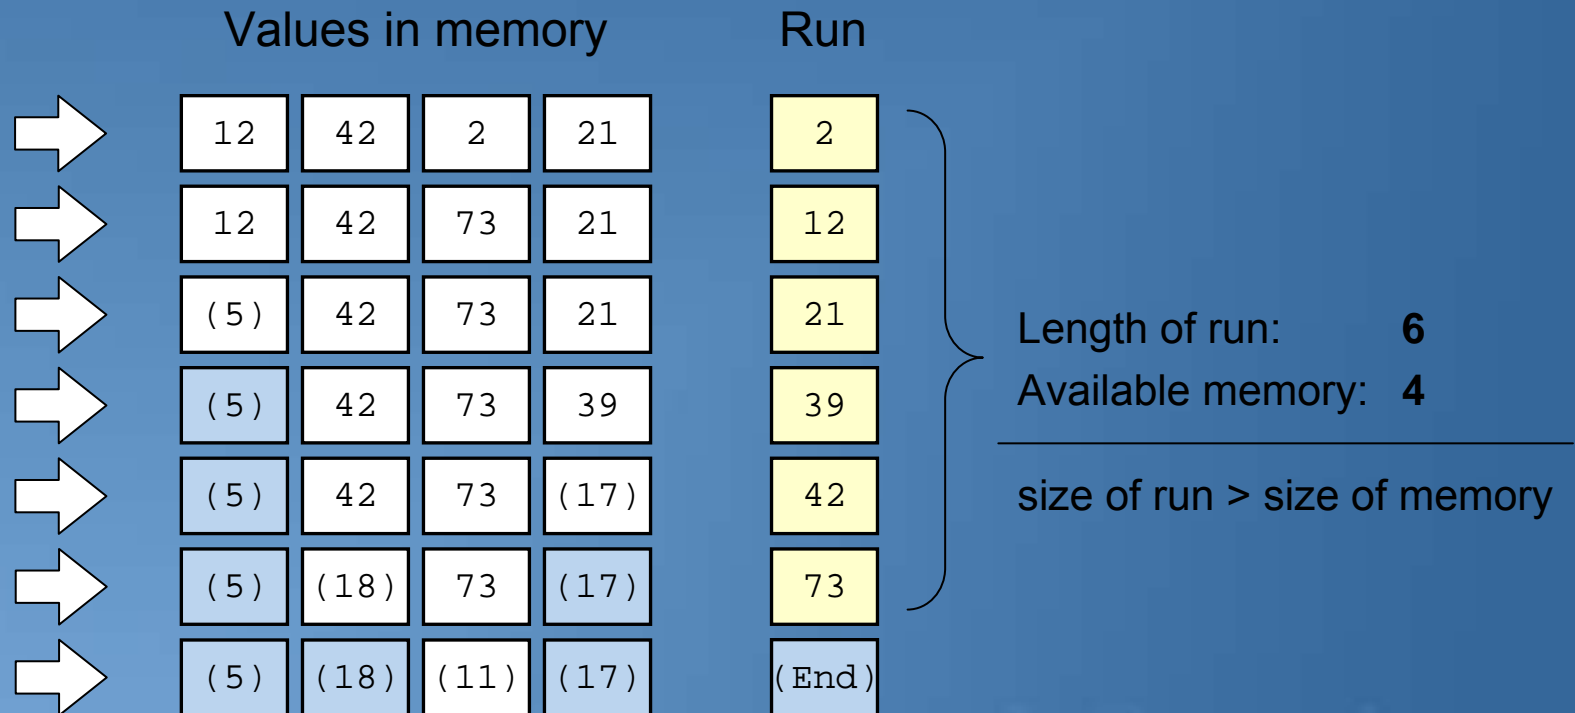 Values in memory Run
12 42 2 21 2
12 42 73 21 12
(5) 42 73 21 21
Length of run: 6
(5) 42 73 39 39
Available memory: 4
(5) 42 73 (17) 42
size of run > size of memory
(5) (18) 73 (17) 73
(5) (18) (11) (17) (End)